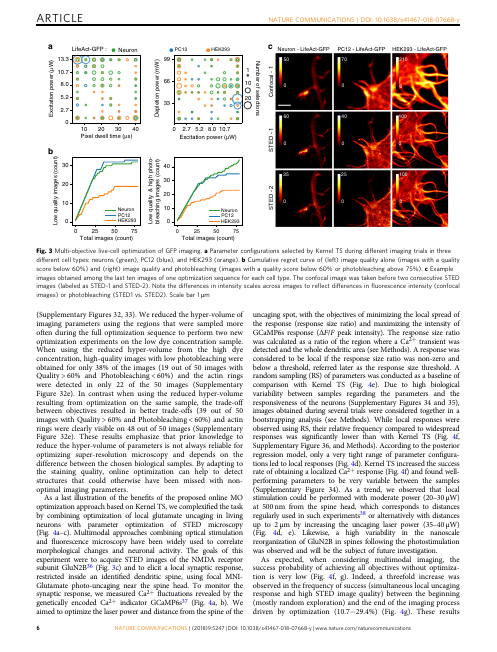 ARTICLE
NATURE COMMUNICATIONS | DOI: 10.1038/s41467-018-07668-y
a
LifeAct-GFP :
Neuron
PC12
HEK293
Excitation power (µW)
13.3
10.7
8.0
5.2
2.7
0
10 20 30 40
Pixel dwell time (µs)
Depletion power (mW)
99
66
33
0 2.7 5.2 8.0 10.7
Excitation power (µW)
Number of selections
10
20
b
Low quality images (count)
30
20
10
0
0 25 50 75
Total images (count)
Neuron
PC12
HEK293
Low quality & high photo-
bleaching images (count)
40
30
20
10
0
0 25 50 75
Total images (count)
Neuron
PC12
HEK293
c
Neuron - LifeAct-GFP
PC12 - LifeAct-GFP
HEK293 - LifeAct-GFP
Confocal - 1
50
0
70
0
210
0
STED - 1
60
0
40
0
100
0
STED - 2
25
0
25
0
100
0
Fig. 3 Multi-objective live-cell optimization of GFP imaging. a Parameter configurations selected by Kernel TS during different imaging trials in three
different cell types: neurons (green), PC12 (blue), and HEK293 (orange). b Cumulative regret curve of (left) image quality alone (images with a quality
score below 60%) and (right) image quality and photobleaching (images with a quality score below 60% or photobleaching above 75%). c Example
images obtained among the last ten images of one optimization sequence for each cell type. The confocal image was taken before two consecutive STED
images (labeled as STED-1 and STED-2). Note the differences in intensity scales across images to reflect differences in fluorescence intensity (confocal
images) or photobleaching (STED1 vs. STED2). Scale bar 1 µm
(Supplementary Figures 32, 33). We reduced the hyper-volume of
imaging parameters using the regions that were sampled more
often during the full optimization sequence to perform two new
optimization experiments on the low dye concentration sample.
When using the reduced hyper-volume from the high dye
concentration, high-quality images with low photobleaching were
obtained for only 38% of the images (19 out of 50 images with
Quality > 60% and Photobleaching < 60%) and the actin rings
were detected in only 22 of the 50 images (Supplementary
Figure 32e). In contrast when using the reduced hyper-volume
resulting from optimization on the same sample, the trade-off
between objectives resulted in better trade-offs (39 out of 50
images with Quality > 60% and Photobleaching < 60%) and actin
rings were clearly visible on 48 out of 50 images (Supplementary
Figure 32e). These results emphasize that prior knowledge to
reduce the hyper-volume of parameters is not always reliable for
optimizing super-resolution microscopy and depends on the
difference between the chosen biological samples. By adapting to
the staining quality, online optimization can help to detect
structures that could otherwise have been missed with non-
optimal imaging parameters.
As a last illustration of the benefits of the proposed online MO
optimization approach based on Kernel TS, we complexified the task
by combining optimization of local glutamate uncaging in living
neurons with parameter optimization of STED microscopy
(Fig. 4a–c). Multimodal approaches combining optical stimulation
and fluorescence microscopy have been widely used to correlate
morphological changes and neuronal activity. The goals of this
experiment were to acquire STED images of the NMDA receptor
subunit GluN2B36 (Fig. 3c) and to elicit a local synaptic response,
restricted inside an identified dendritic spine, using focal MNI-
Glutamate photo-uncaging near the spine head. To monitor the
synaptic response, we measured Ca2+ fluctuations revealed by the
genetically encoded Ca2+ indicator GCaMP6s37 (Fig. 4a, b). We
aimed to optimize the laser power and distance from the spine of the
uncaging spot, with the objectives of minimizing the local spread of
the response (response size ratio) and maximizing the intensity of
GCaMP6s response (ΔF/F peak intensity). The response size ratio
was calculated as a ratio of the region where a Ca2+ transient was
detected and the whole dendritic area (see Methods). A response was
considered to be local if the response size ratio was non-zero and
below a threshold, referred later as the response size threshold. A
random sampling (RS) of parameters was conducted as a baseline of
comparison with Kernel TS (Fig. 4e). Due to high biological
variability between samples regarding the parameters and the
responsiveness of the neurons (Supplementary Figures 34 and 35),
images obtained during several trials were considered together in a
bootstrapping analysis (see Methods). While local responses were
observed using RS, their relative frequency compared to widespread
responses was significantly lower than with Kernel TS (Fig. 4f,
Supplementary Figure 36, and Methods). According to the posterior
regression model, only a very tight range of parameter configura-
tions led to local responses (Fig. 4d). Kernel TS increased the success
rate of obtaining a localized Ca2+ response (Fig. 4f) and found well-
performing parameters to be very variable between the samples
(Supplementary Figure 34). As a trend, we observed that local
stimulation could be performed with moderate power (20–30 µW)
at 500 nm from the spine head, which corresponds to distances
regularly used in such experiments38 or alternatively with distances
up to 2 µm by increasing the uncaging laser power (35–40 µW)
(Fig. 4d, e). Likewise, a high variability in the nanoscale
reorganization of GluN2B in spines following the photostimulation
was observed and will be the subject of future investigation.
As expected, when considering multimodal imaging, the
success probability of achieving all objectives without optimiza-
tion is very low (Fig. 4f, g). Indeed, a threefold increase was
observed in the frequency of success (simultaneous local uncaging
response and high STED image quality) between the beginning
(mostly random exploration) and the end of the imaging process
driven by optimization (10.7−29.4%) (Fig. 4g). These results
6
NATURE COMMUNICATIONS | (2018)9:5247 | DOI: 10.1038/s41467-018-07668-y | www.nature.com/naturecommunications